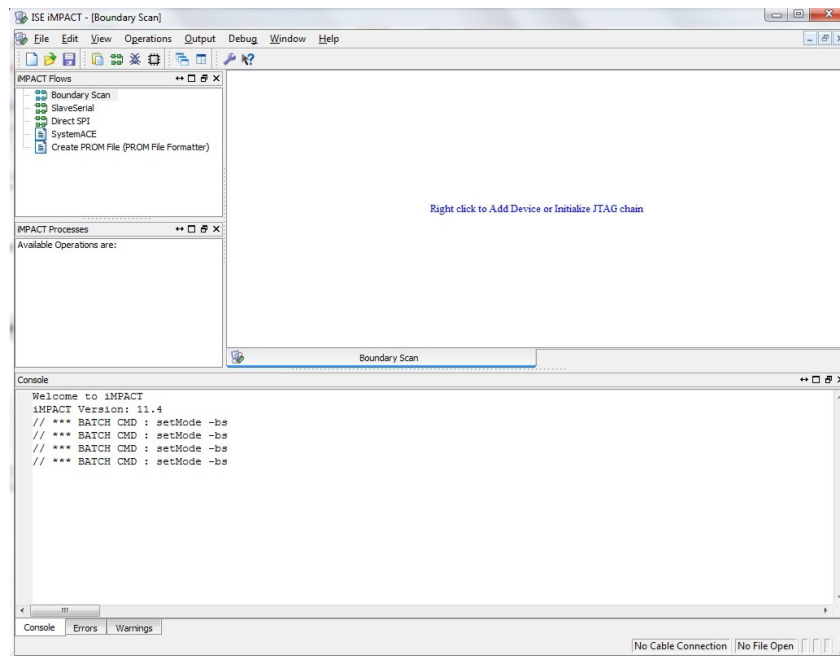 ISE iMPACT - [Boundary Scan]
File Edit View Operations Output Debug Window Help
iMPACT Flows
Boundary Scan
SlaveSerial
Direct SPI
SystemACE
Create PROM File (PROM File Formatter)
Right click to Add Device or Initialize JTAG chain
iMPACT Processes
Available Operations are:
Boundary Scan
Console
Welcome to iMPACT
iMPACT Version: 11.4
// *** BATCH CMD : setMode -bs
// *** BATCH CMD : setMode -bs
// *** BATCH CMD : setMode -bs
// *** BATCH CMD : setMode -bs
Console Errors Warnings
No Cable Connection No File Open